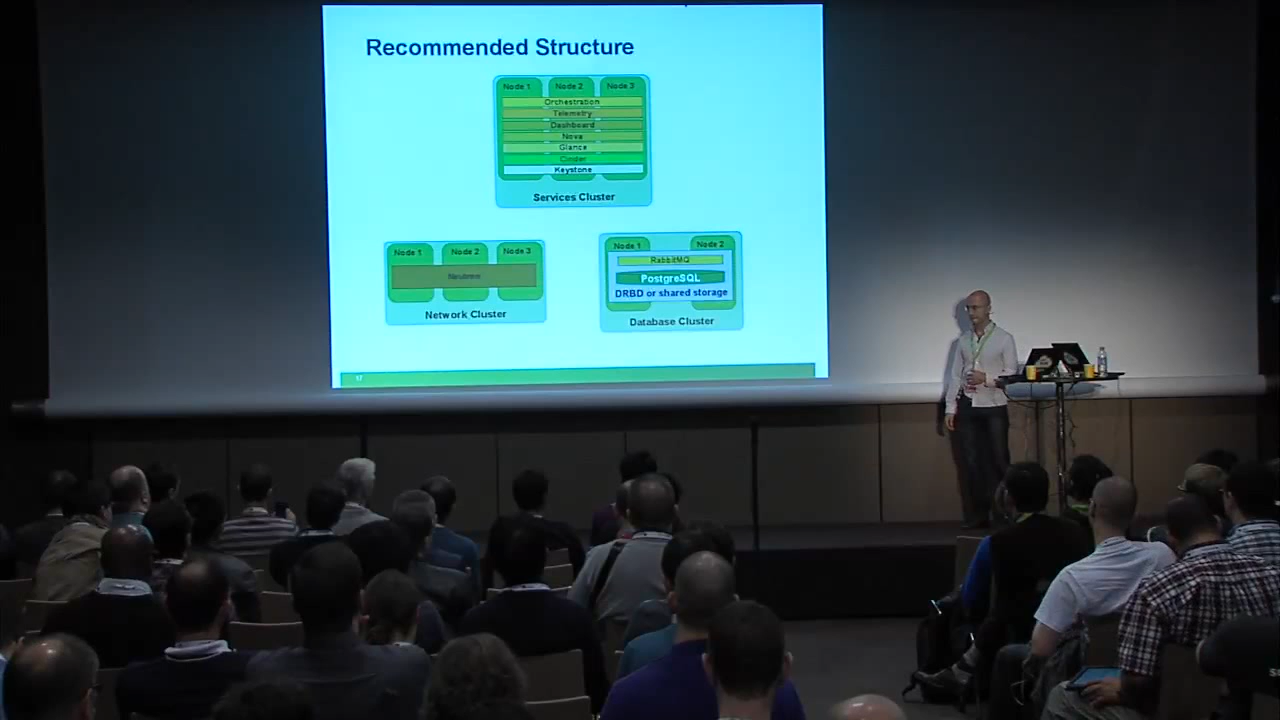 Recommended Structure
Node 1 Node 2 Node 3
Orchestration
Telemetry
Dashboard
Nova
Glance
Cinder
Keystone
Services Cluster
Node 1 Node 2 Node 3
Neutron
Network Cluster
Node 1 Node 2
RabbitMQ
PostgreSQL
DRBD or shared storage
Database Cluster
17